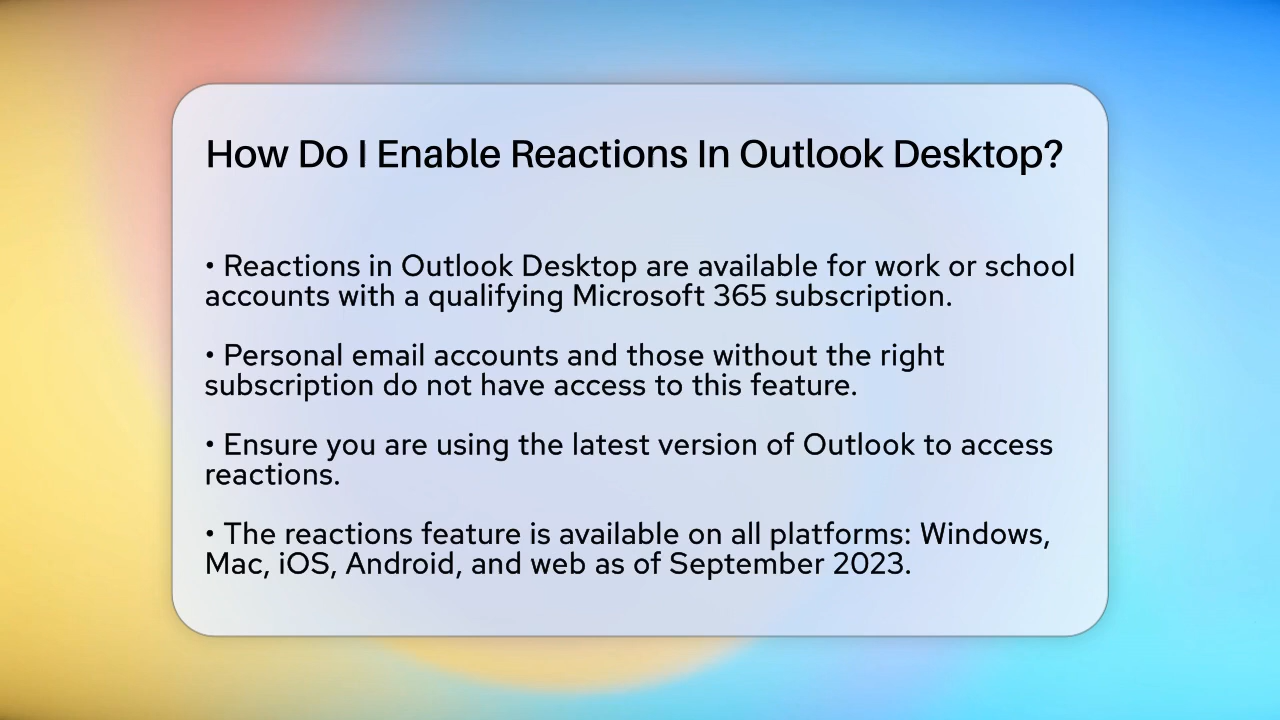 How Do I Enable Reactions In Outlook Desktop?
• Reactions in Outlook Desktop are available for work or school
accounts with a qualifying Microsoft 365 subscription.
• Personal email accounts and those without the right
subscription do not have access to this feature.
• Ensure you are using the latest version of Outlook to access
reactions.
• The reactions feature is available on all platforms: Windows,
Mac, iOS, Android, and web as of September 2023.